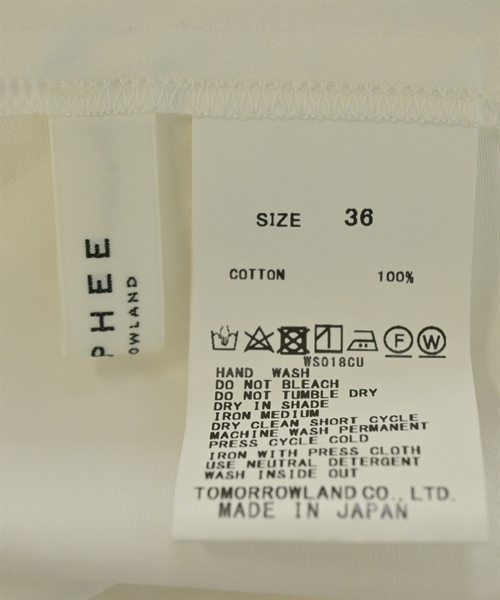 PHEE
OWLAND
SIZE 36
COTTON 100%
F W
WS018CU
HAND WASH
DO NOT BLEACH
DO NOT TUMBLE DRY
DRY IN SHADE
IRON MEDIUM
DRY CLEAN SHORT CYCLE
MACHINE WASH PERMANENT
PRESS CYCLE COLD
IRON WITH PRESS CLOTH
USE NEUTRAL DETERGENT
WASH INSIDE OUT
TOMORROWLAND CO., LTD.
MADE IN JAPAN